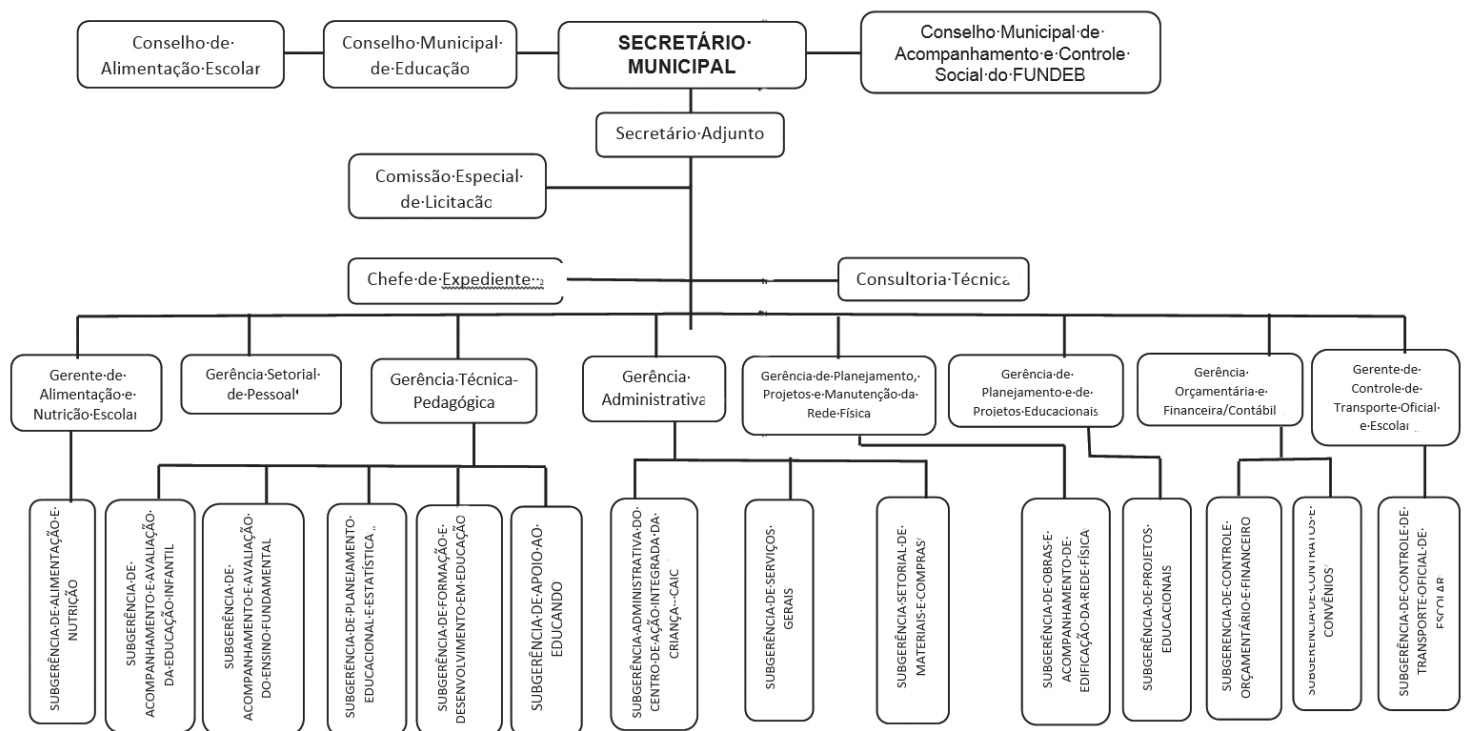 Conselho·de·
Alimentação·Escolar
Conselho·Municipal·
de·Educação
SECRETÁRIO·
MUNICIPAL
Conselho·Municipal·de·
Acompanhamento·e·Controle·
Social·do·FUNDEB
Secretário·Adjunto
Comissão·Especial·
de·Licitacão
Chefe·de·Expediente··
Consultoria·Técnica
Gerente·de·
Alimentação·e·
Nutrição·Escolar
Gerência·Setorial·
de·Pessoal
Gerência·Técnica-
Pedagógica
Gerência·
Administrativa
Gerência·de·Planejamento,·
Projetos·e·Manutenção·da·
Rede·Física
Gerência·de·
Planejamento·e·de·
Projetos·Educacionais
Gerência·
Orçamentária·e·
Financeira/Contábil
Gerente·de·
Controle·de·
Transporte·Oficial·
e·Escolar
SUBGERÊNCIA·DE·ALIMENTAÇÃO·E·
NUTRIÇÃO
SUBGERÊNCIA·DE·
ACOMPANHAMENTO·E·AVALIAÇÃO·
DA·EDUCAÇÃO·INFANTIL
SUBGERÊNCIA·DE·
ACOMPANHAMENTO·E·AVALIAÇÃO·
DO·ENSINO·FUNDAMENTAL
SUBGERÊNCIA·DE·PLANEJAMENTO·
EDUCACIONAL·E·ESTATÍSTICA
SUBGERÊNCIA·DE·FORMAÇÃO·E·
DESENVOLVIMENTO·EM·EDUCAÇÃO
SUBGERÊNCIA·DE·APOIO·AO·
EDUCANDO
SUBGERÊNCIA·ADMINISTRATIVA·DO·
CENTRO·DE·AÇÃO·INTEGRADA·DA·
CRIANÇA·-·CAIC
SUBGERÊNCIA·DE·SERVIÇOS·
GERAIS
SUBGERÊNCIA·SETORIAL·DE·
MATERIAIS·E·COMPRAS
SUBGERÊNCIA·DE·OBRAS·E·
ACOMPANHAMENTO·DE·
EDIFICAÇÃO·DA·REDE·FÍSICA
SUBGERÊNCIA·DE·PROJETOS·
EDUCACIONAIS
SUBGERENCIA·DE·CONTROLE·
ORÇAMENTÁRIO·E·FINANCEIRO
SUBGERENCIA·DE·CONTRATOS·E·
CONVÊNIOS
SUBGERÊNCIA·DE·CONTROLE·DE·
TRANSPORTE·OFICIAL·DE·
ESCOLAR